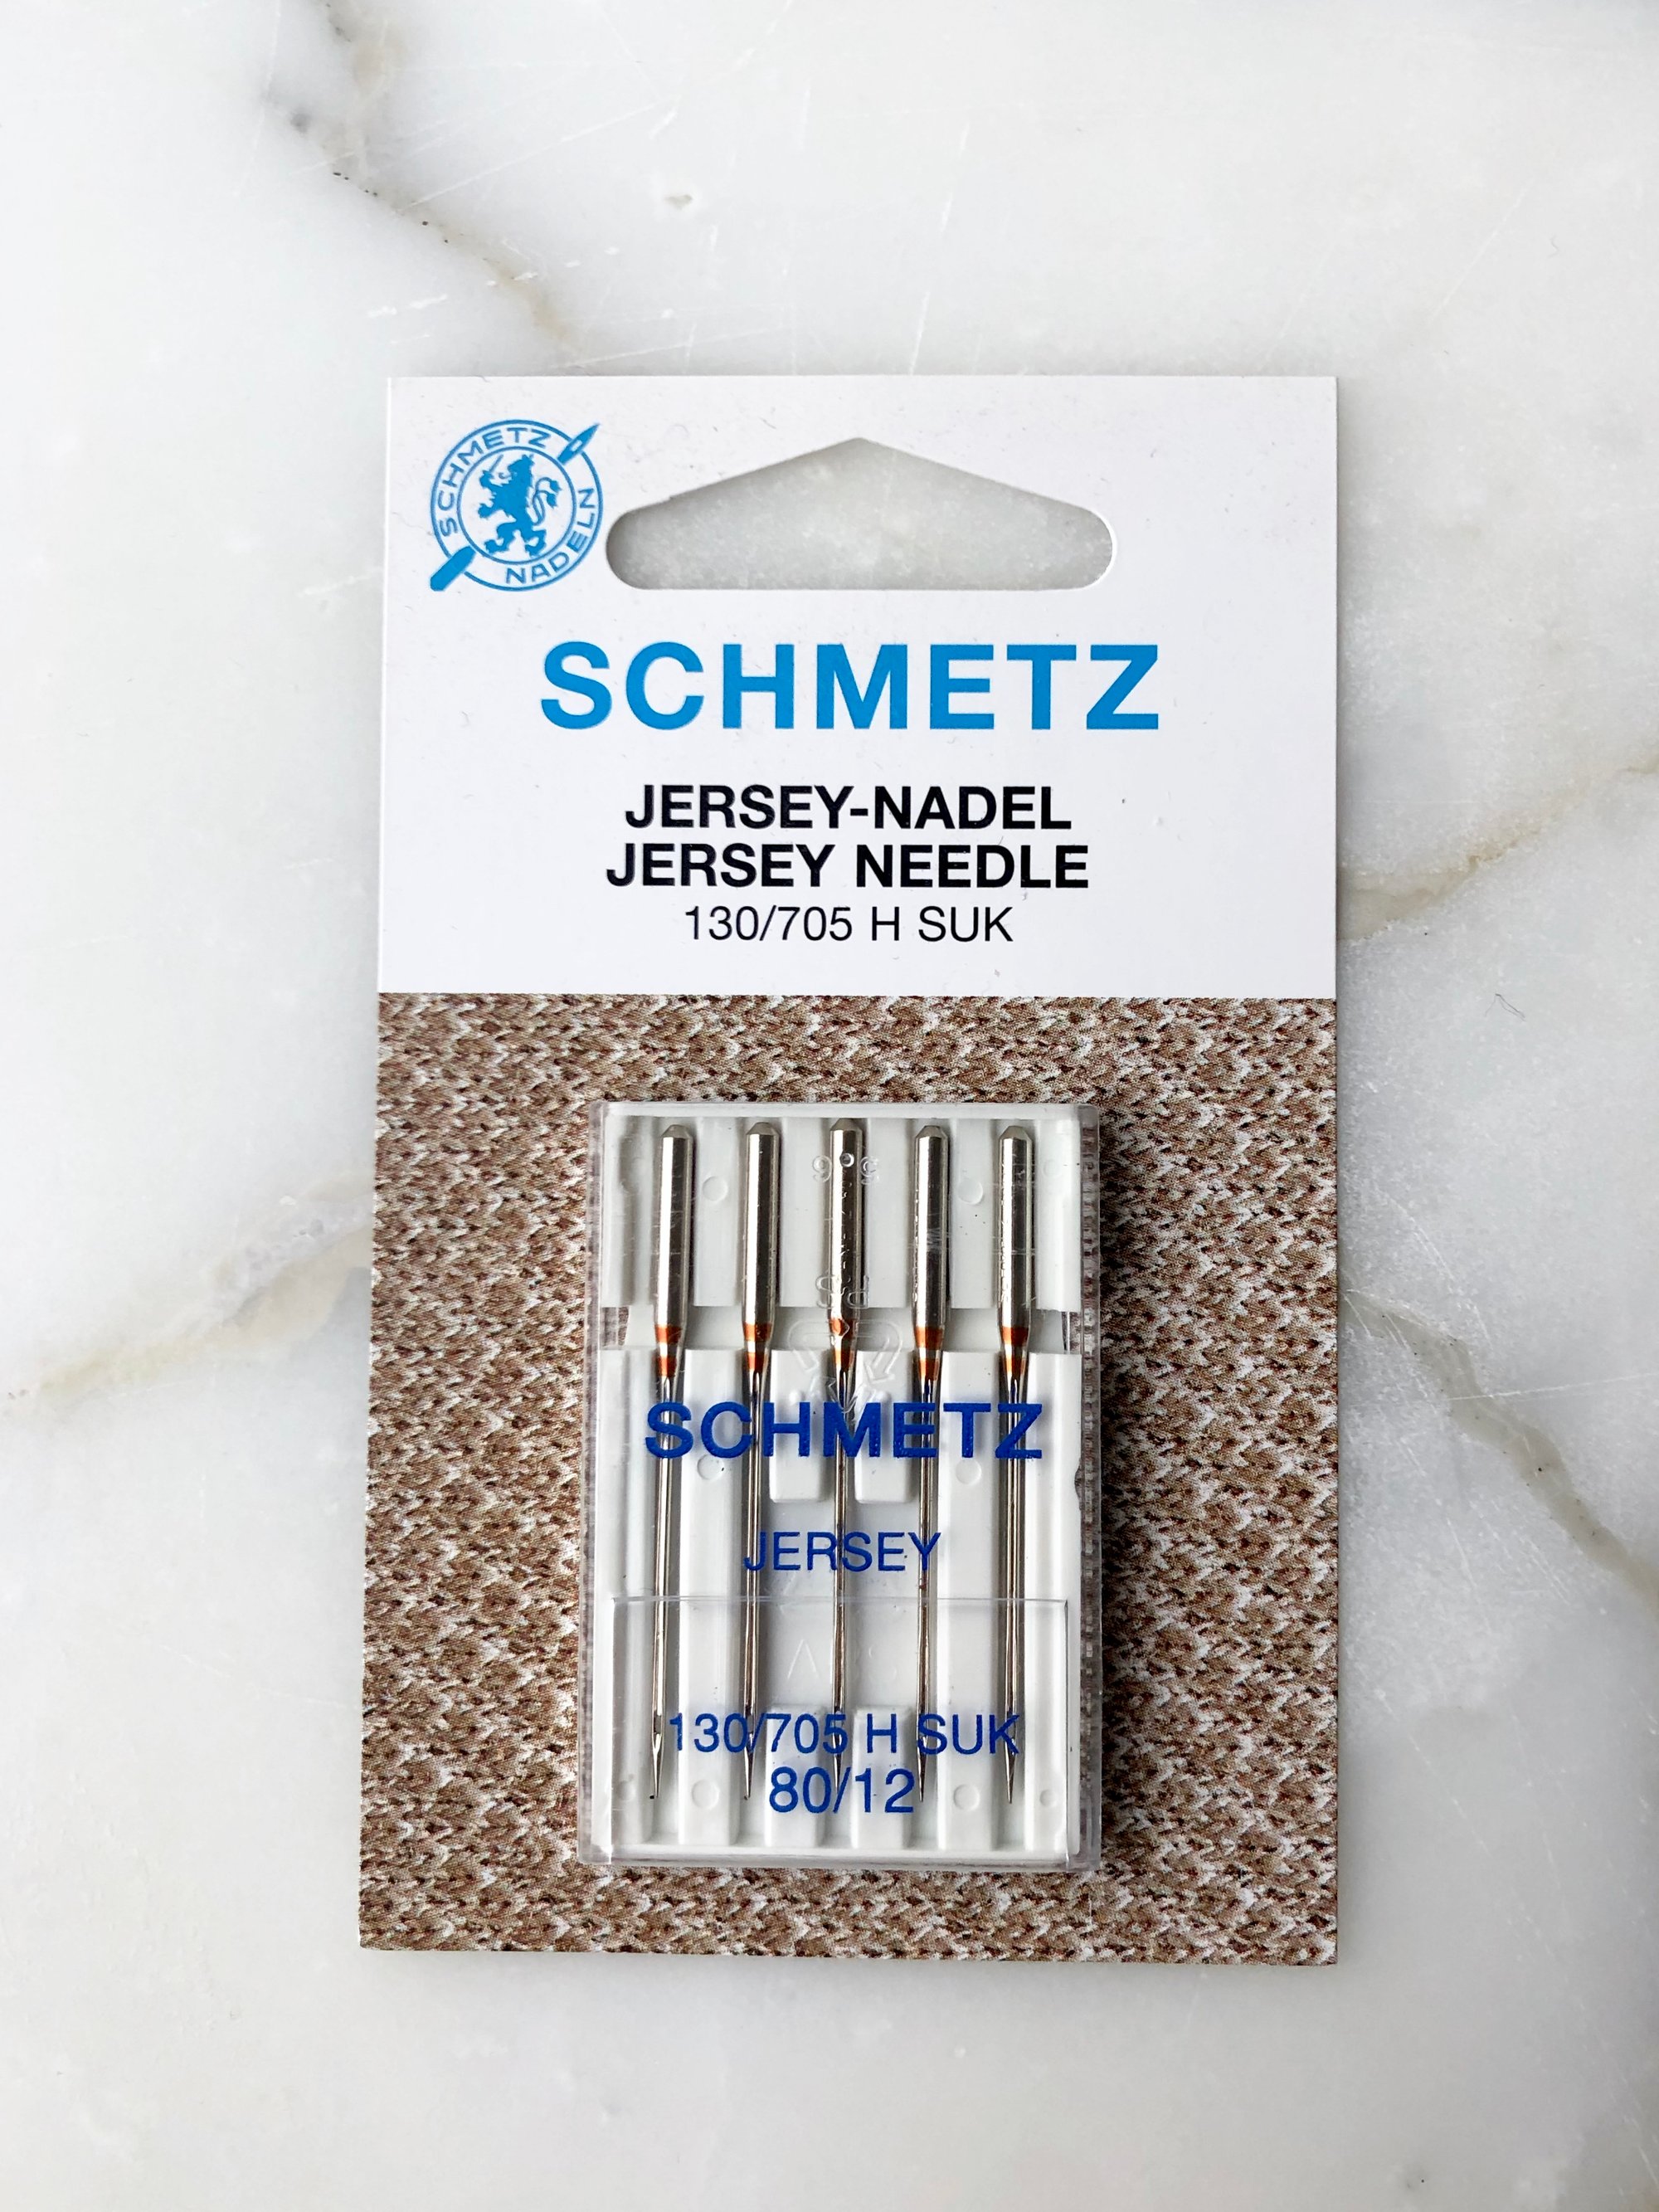 SCHMETZ
NADELN
SCHMETZ
JERSEY-NADEL
JERSEY NEEDLE
130/705 H SUK
SCHMETZ
JERSEY
130/705 H SUK
80/12